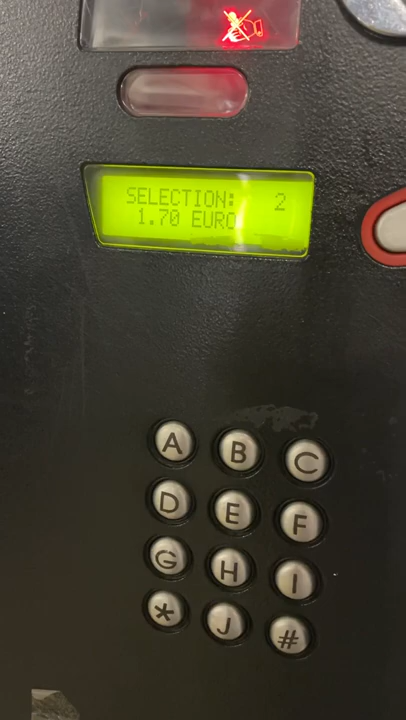 SELECTION: 2
1.70 EURO
A B C
D E F
G H I
* J #